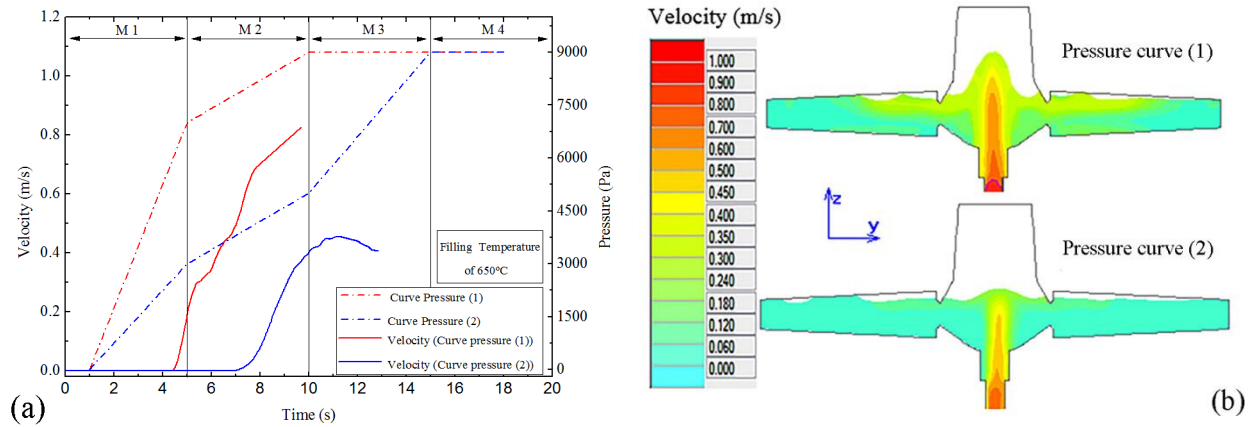 M 1 M 2 M 3 M 4
1.2
1.0
0.8
0.6
0.4
0.2
0.0
Velocity (m/s)
9000
7500
6000
4500
3000
1500
0
Pressure (Pa)
Filling Temperature
of 650°C
Curve Pressure (1)
Curve Pressure (2)
Velocity (Curve pressure (1))
Velocity (Curve pressure (2))
0 2 4 6 8 10 12 14 16 18 20
Time (s)
(a)
Velocity (m/s)
1.000
0.900
0.800
0.700
0.600
0.500
0.450
0.400
0.350
0.300
0.240
0.180
0.120
0.060
0.000
Pressure curve (1)
z
y
Pressure curve (2)
(b)